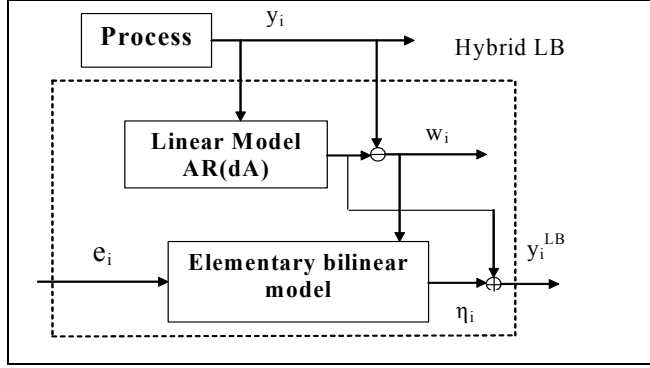 y_i
Process
Hybrid LB
Linear Model
AR(dA)
w_i
e_i
Elementary bilinear
model
y_i^LB
η_i